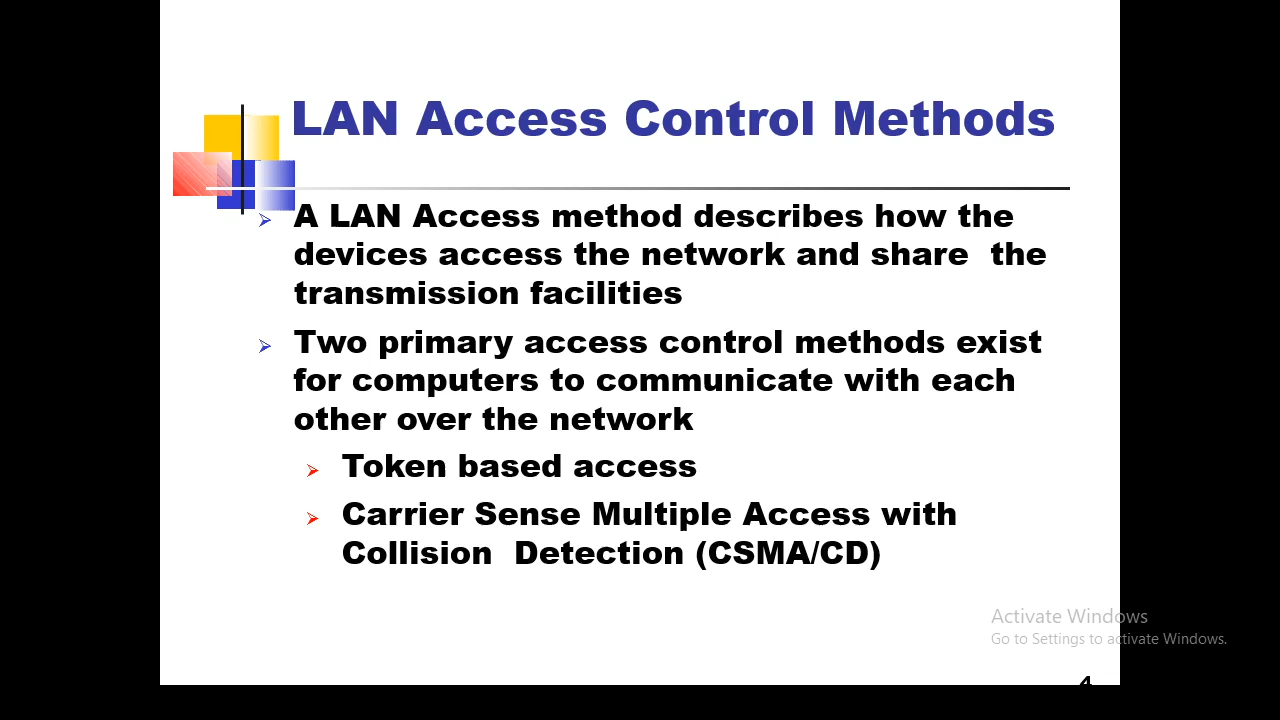 LAN Access Control Methods
A LAN Access method describes how the
devices access the network and share the
transmission facilities
Two primary access control methods exist
for computers to communicate with each
other over the network
Token based access
Carrier Sense Multiple Access with
Collision Detection (CSMA/CD)
Activate Windows
Go to Settings to activate Windows.
4